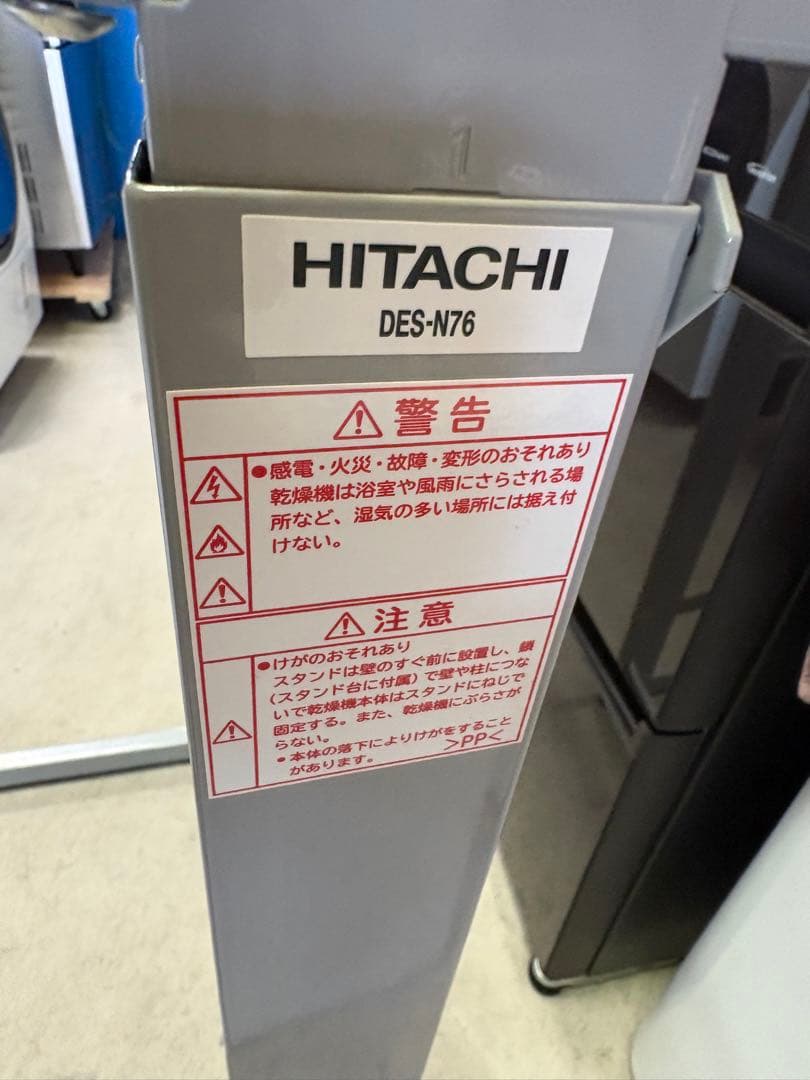 1
HITACHI
DES-N76
警告
●感電・火災・故障・変形のおそれあり
乾燥機は浴室や風雨にさらされる場
所など、湿気の多い場所には据え付
けない。
注意
●けがのおそれあり
スタンドは壁のすぐ前に設置し、鎖
(スタンド台に付属)で壁や柱につな
いで乾燥機本体はスタンドにねじで
固定する。また、乾燥機にぶらさが
らない。
●本体の落下によりけがをすること
があります。
>PP<